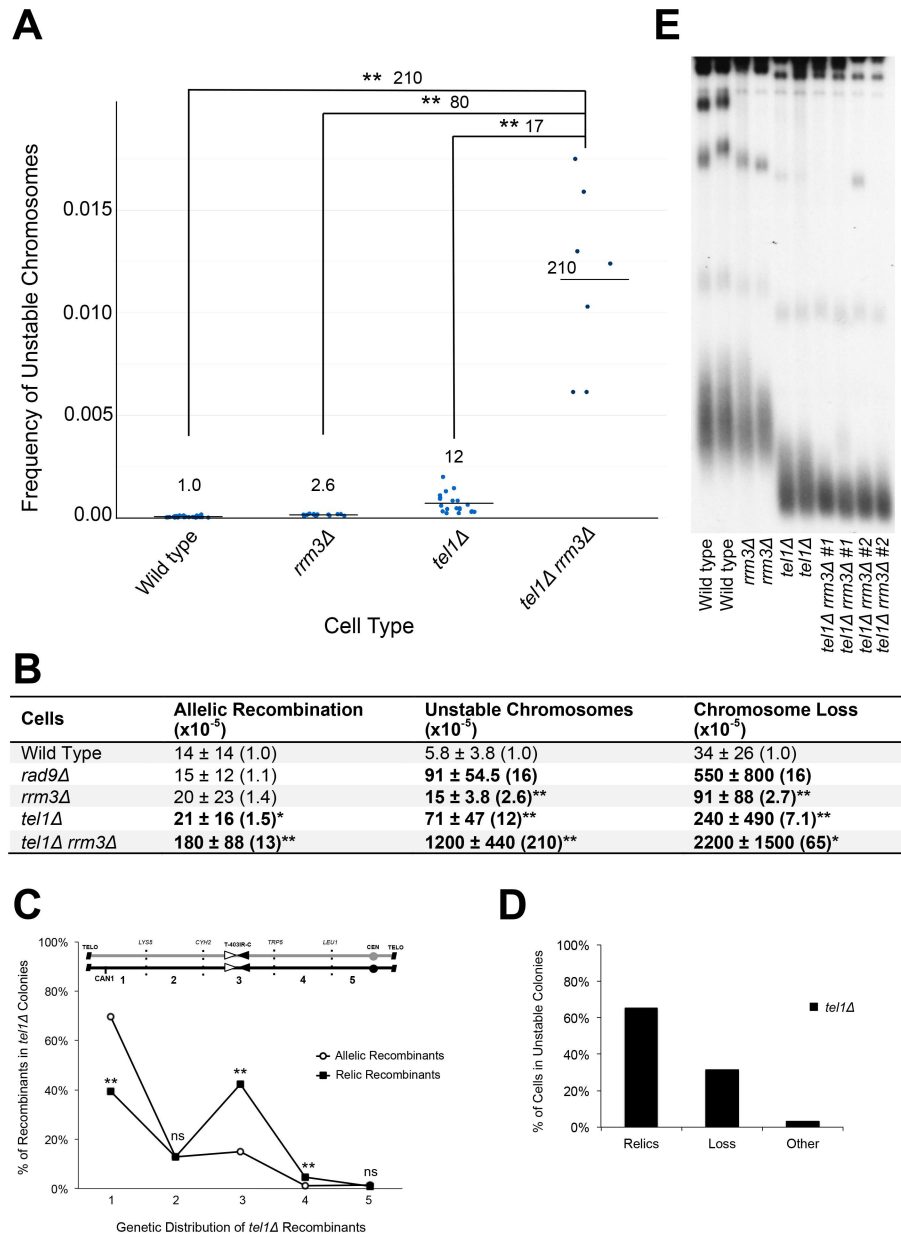 A
E
** 210
** 80
** 17
Frequency of Unstable Chromosomes
0.015
0.010
0.005
0.00
1.0
2.6
12
210
Wild type
rrm3Δ
tel1Δ
tel1Δ rrm3Δ
Cell Type
Wild type
Wild type
rrm3Δ
rrm3Δ
tel1Δ
tel1Δ
tel1Δ rrm3Δ #1
tel1Δ rrm3Δ #1
tel1Δ rrm3Δ #2
tel1Δ rrm3Δ #2
B
Cells Allelic Recombination (x10-5) Unstable Chromosomes (x10-5) Chromosome Loss (x10-5)
Wild Type 14 ± 14 (1.0) 5.8 ± 3.8 (1.0) 34 ± 26 (1.0)
rad9Δ 15 ± 12 (1.1) 91 ± 54.5 (16) 550 ± 800 (16)
rrm3Δ 20 ± 23 (1.4) 15 ± 3.8 (2.6)** 91 ± 88 (2.7)**
tel1Δ 21 ± 16 (1.5)* 71 ± 47 (12)** 240 ± 490 (7.1)**
tel1Δ rrm3Δ 180 ± 88 (13)** 1200 ± 440 (210)** 2200 ± 1500 (65)*
C
% of Recombinants in tel1Δ Colonies
100%
80%
60%
40%
20%
0%
TELO LYS5 CYH2 T-403IR-C TRP5 LEU1 CEN TELO
CAN1 1 2 3 4 5
Allelic Recombinants
Relic Recombinants
**
ns
**
**
ns
1 2 3 4 5
Genetic Distribution of tel1Δ Recombinants
D
% of Cells in Unstable Colonies
100%
80%
60%
40%
20%
0%
tel1Δ
Relics Loss Other